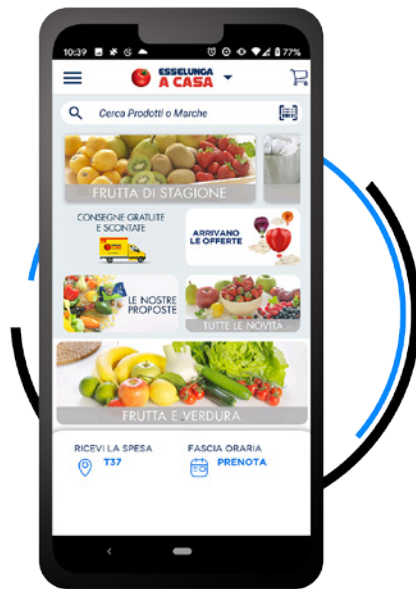 10:39
77%
ESSELUNGA
A CASA
Cerca Prodotti o Marche
FRUTTA DI STAGIONE
CONSEGNE GRATUITE
E SCONTATE
ARRIVANO
LE OFFERTE
LE NOSTRE
PROPOSTE
TUTTE LE NOVITA
FRUTTA E VERDURA
RICEVI LA SPESA
T37
FASCIA ORARIA
PRENOTA